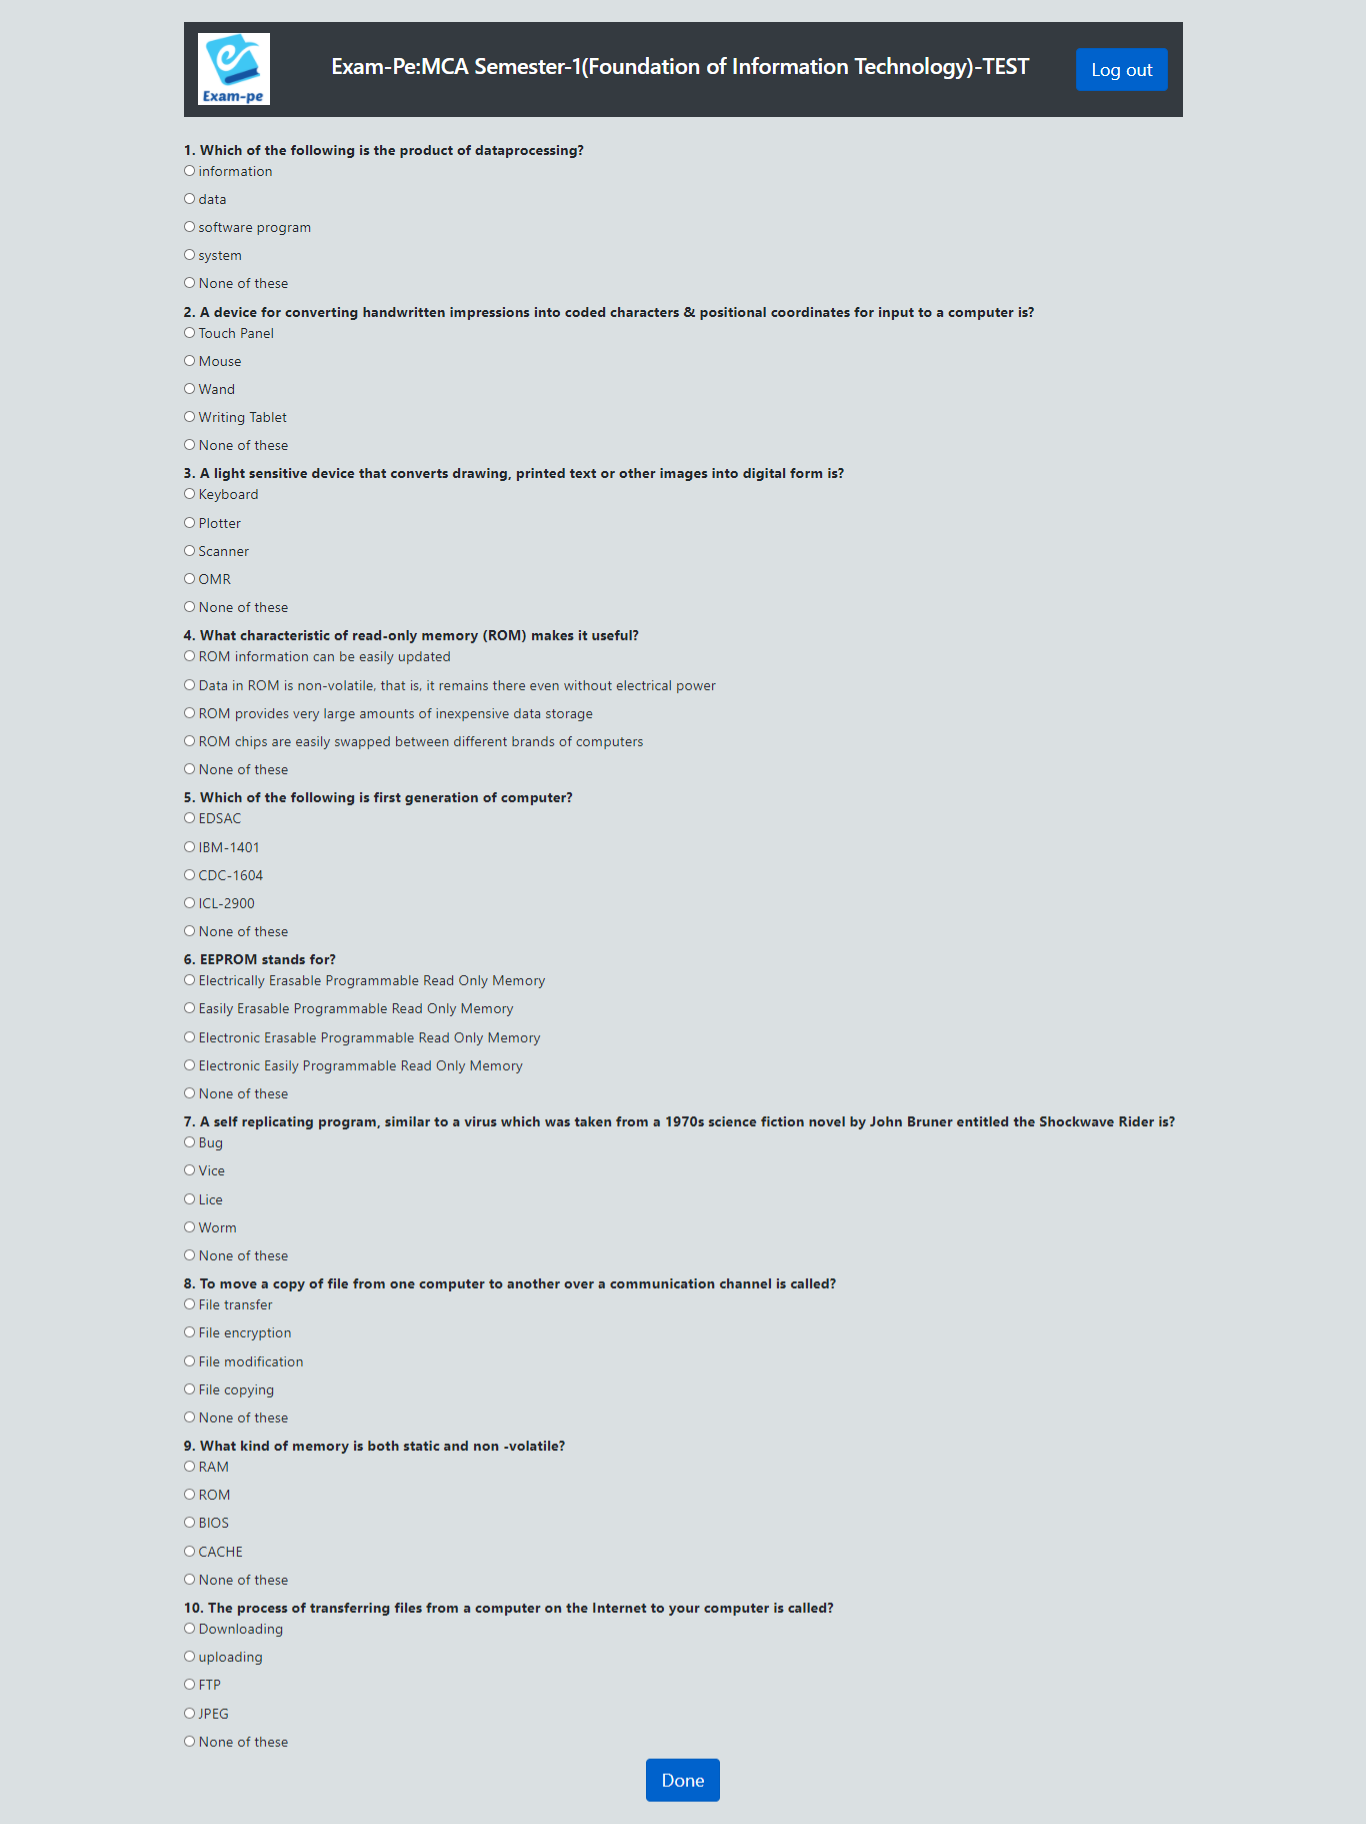 Exam-pe
Exam-Pe:MCA Semester-1(Foundation of Information Technology)-TEST
Log out
1. Which of the following is the product of dataprocessing?
information
data
software program
system
None of these
2. A device for converting handwritten impressions into coded characters & positional coordinates for input to a computer is?
Touch Panel
Mouse
Wand
Writing Tablet
None of these
3. A light sensitive device that converts drawing, printed text or other images into digital form is?
Keyboard
Plotter
Scanner
OMR
None of these
4. What characteristic of read-only memory (ROM) makes it useful?
ROM information can be easily updated
Data in ROM is non-volatile, that is, it remains there even without electrical power
ROM provides very large amounts of inexpensive data storage
ROM chips are easily swapped between different brands of computers
None of these
5. Which of the following is first generation of computer?
EDSAC
IBM-1401
CDC-1604
ICL-2900
None of these
6. EEPROM stands for?
Electrically Erasable Programmable Read Only Memory
Easily Erasable Programmable Read Only Memory
Electronic Erasable Programmable Read Only Memory
Electronic Easily Programmable Read Only Memory
None of these
7. A self replicating program, similar to a virus which was taken from a 1970s science fiction novel by John Bruner entitled the Shockwave Rider is?
Bug
Vice
Lice
Worm
None of these
8. To move a copy of file from one computer to another over a communication channel is called?
File transfer
File encryption
File modification
File copying
None of these
9. What kind of memory is both static and non -volatile?
RAM
ROM
BIOS
CACHE
None of these
10. The process of transferring files from a computer on the Internet to your computer is called?
Downloading
uploading
FTP
JPEG
None of these
Done